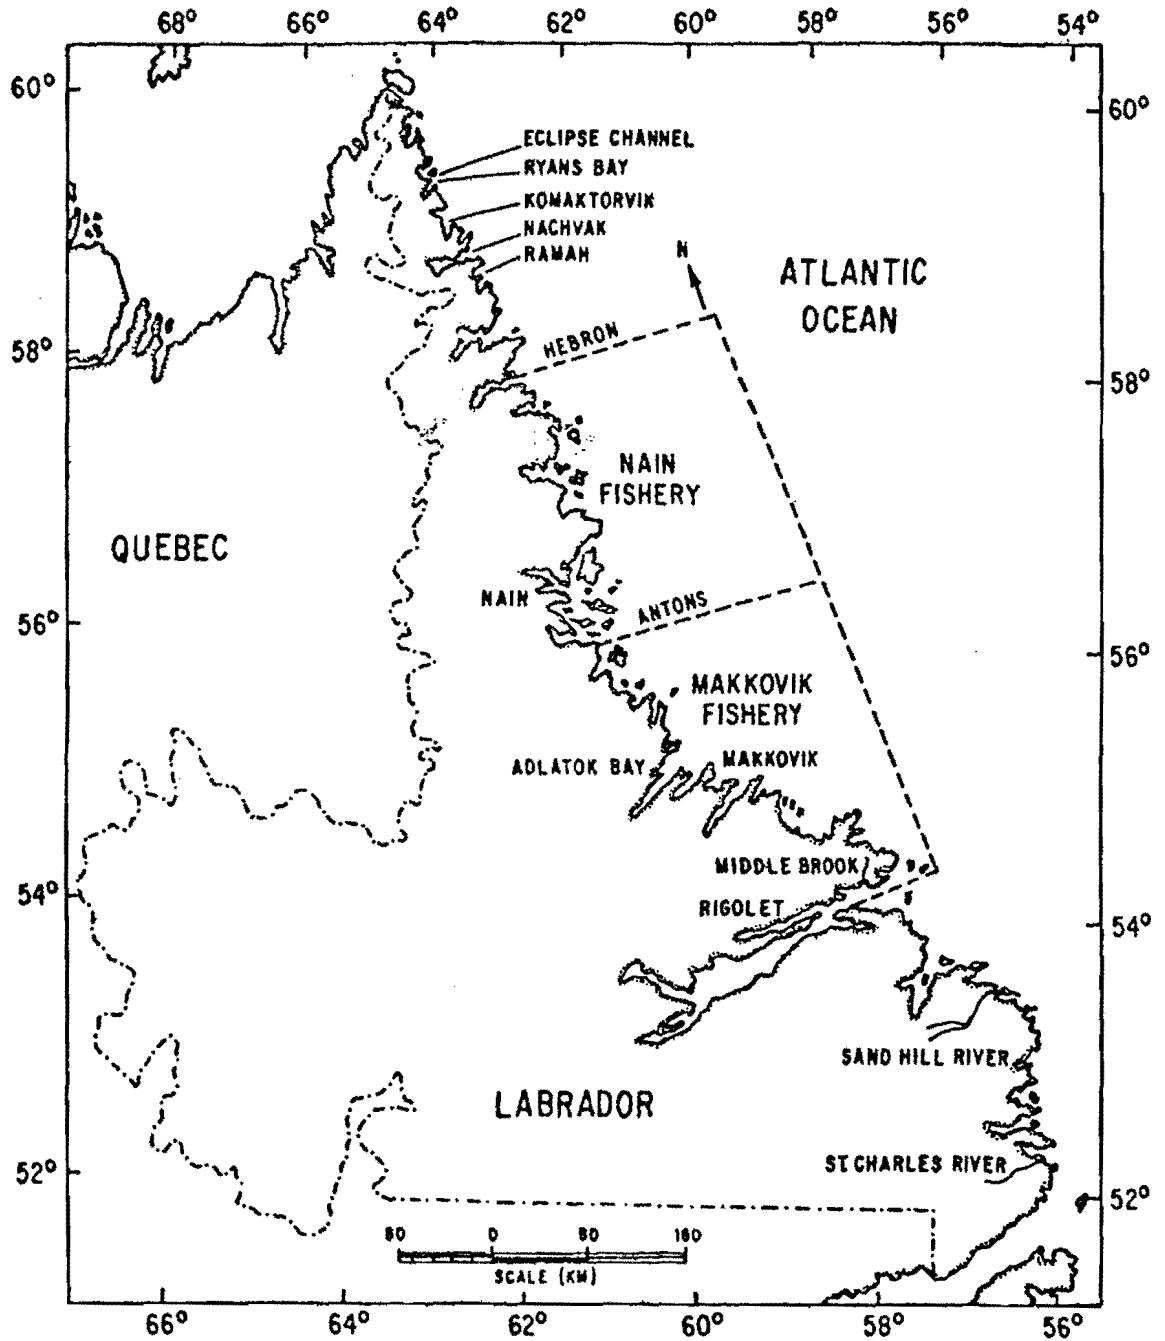 68° 66° 64° 62° 60° 58° 56° 54°
60°
60°
ECLIPSE CHANNEL
RYANS BAY
KOMAKTORVIK
NACHVAK
RAMAH
N
ATLANTIC
OCEAN
HEBRON
58°
58°
NAIN
FISHERY
QUEBEC
NAIN
ANTONS
56°
56°
MAKKOVIK
FISHERY
ADLATOK BAY
MAKKOVIK
MIDDLE BROOK
54°
RIGOLET
54°
SAND HILL RIVER
LABRADOR
ST. CHARLES RIVER
52°
52°
80 0 80 160
SCALE (KM)
66° 64° 62° 60° 58° 56°